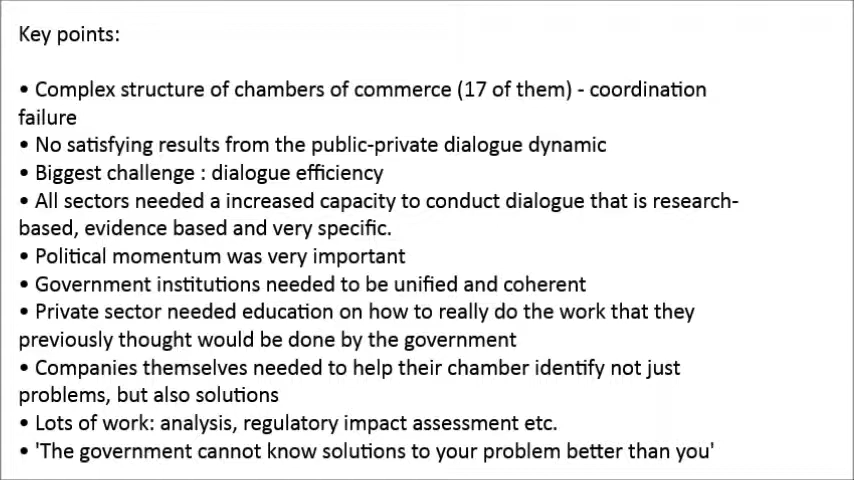 Key points:
• Complex structure of chambers of commerce (17 of them) - coordination
failure
• No satisfying results from the public-private dialogue dynamic
• Biggest challenge : dialogue efficiency
• All sectors needed a increased capacity to conduct dialogue that is research-
based, evidence based and very specific.
• Political momentum was very important
• Government institutions needed to be unified and coherent
• Private sector needed education on how to really do the work that they
previously thought would be done by the government
• Companies themselves needed to help their chamber identify not just
problems, but also solutions
• Lots of work: analysis, regulatory impact assessment etc.
• 'The government cannot know solutions to your problem better than you'